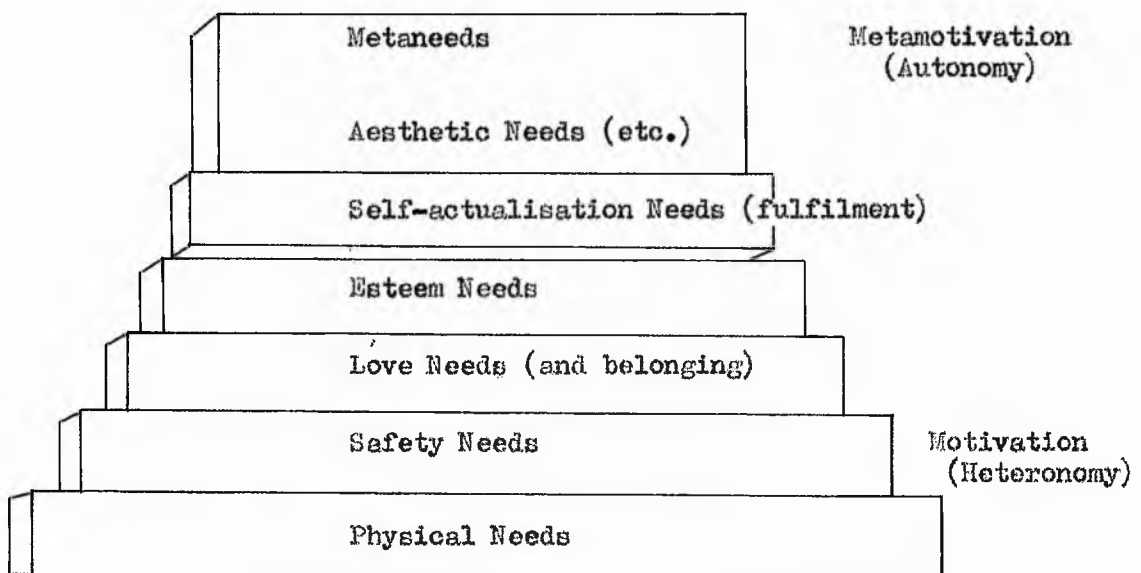 Metaneeds
Metamotivation
(Autonomy)
Aesthetic Needs (etc.)
Self-actualisation Needs (fulfilment)
Esteem Needs
Love Needs (and belonging)
Safety Needs
Motivation
(Heteronomy)
Physical Needs